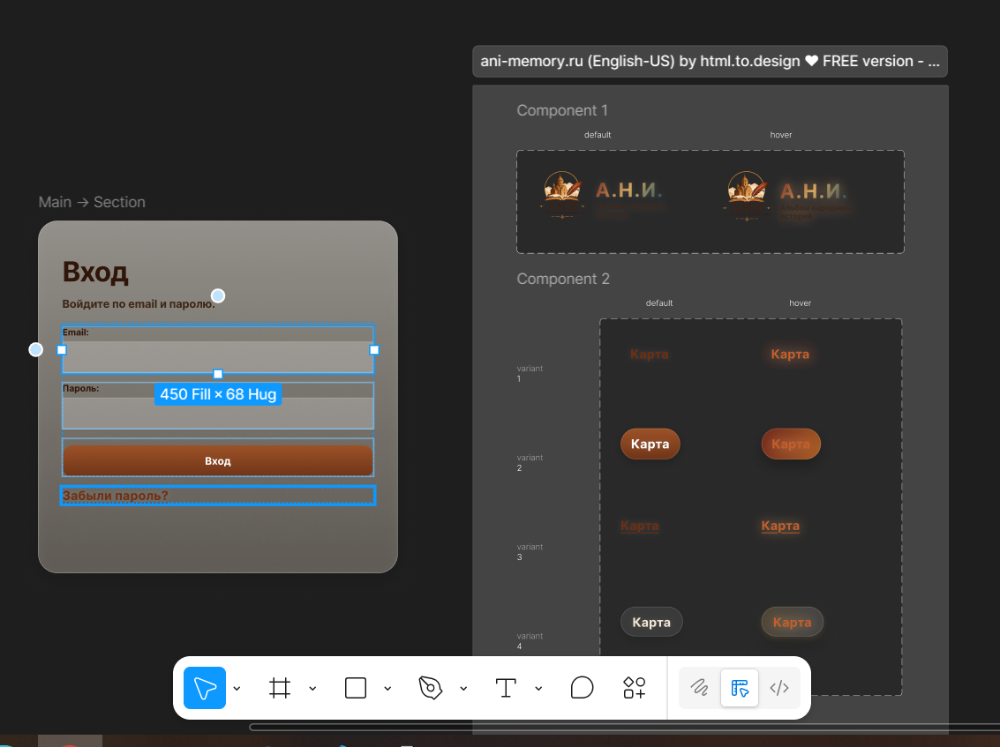 ani-memory.ru (English-US) by html.to.design ♥ FREE version - ...
Component 1
default hover
А.Н.И. А.Н.И.
Main → Section
Вход
Войдите по email и паролю.
Email:
Пароль:
450 Fill × 68 Hug
Вход
Забыли пароль?
Component 2
default hover
variant
1
Карта Карта
variant
2
Карта Карта
variant
3
Карта Карта
variant
4
Карта Карта